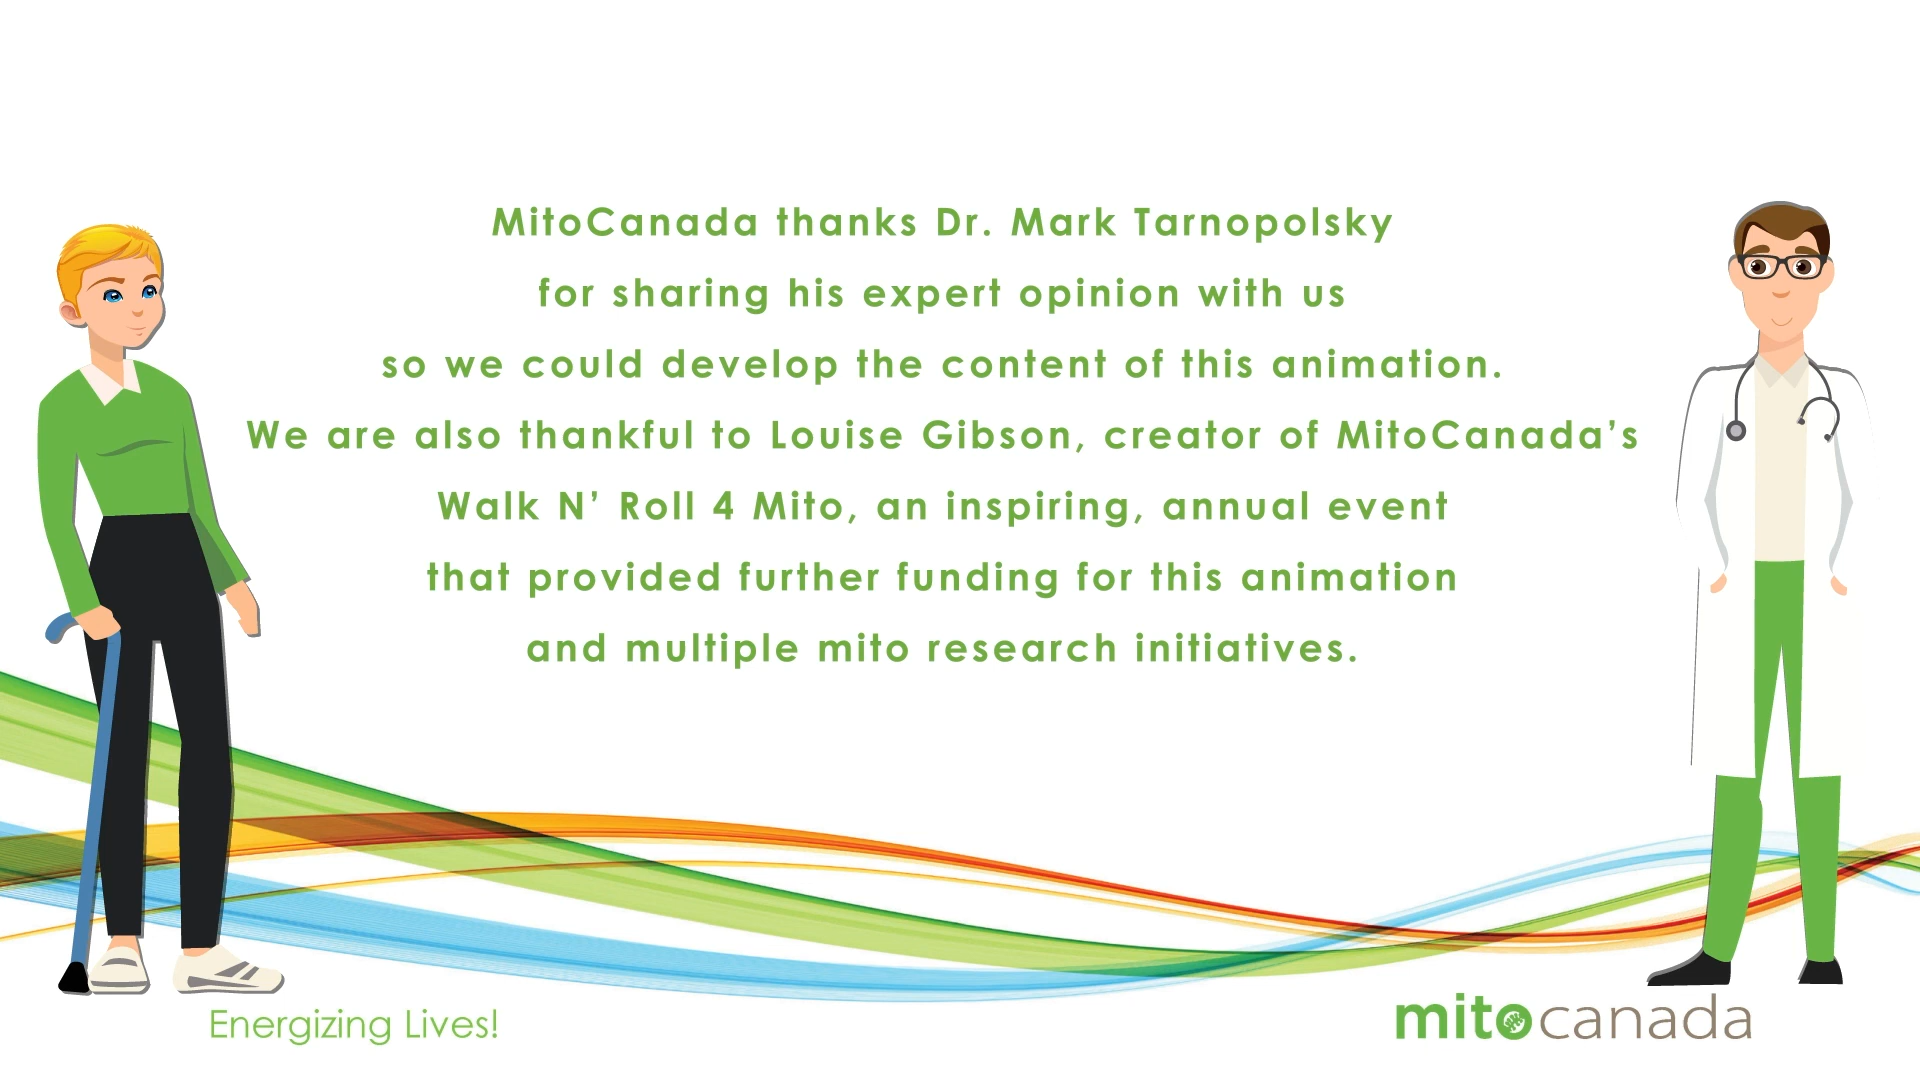 MitoCanada thanks Dr. Mark Tarnopolsky
for sharing his expert opinion with us
so we could develop the content of this animation.
We are also thankful to Louise Gibson, creator of MitoCanada’s
Walk N’ Roll 4 Mito, an inspiring, annual event
that provided further funding for this animation
and multiple mito research initiatives.
Energizing Lives!
mitocanada